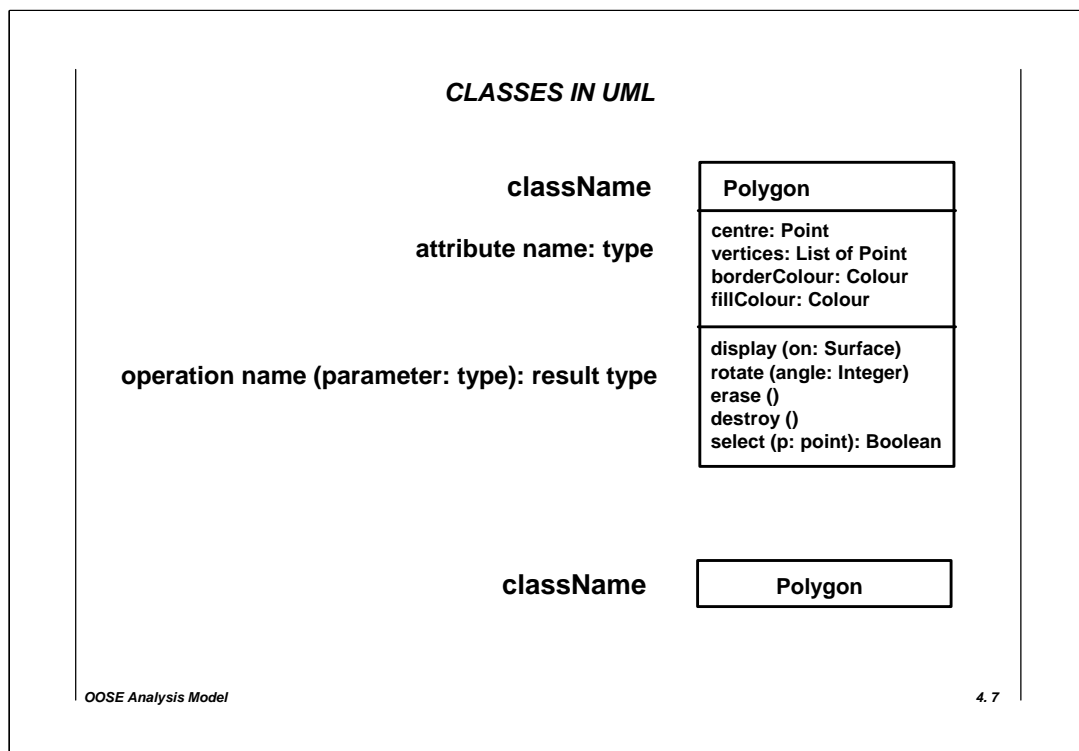 CLASSES IN UML
className
Polygon
attribute name: type
centre: Point
vertices: List of Point
borderColour: Colour
fillColour: Colour
operation name (parameter: type): result type
display (on: Surface)
rotate (angle: Integer)
erase ()
destroy ()
select (p: point): Boolean
className
Polygon
OOSE Analysis Model
4. 7